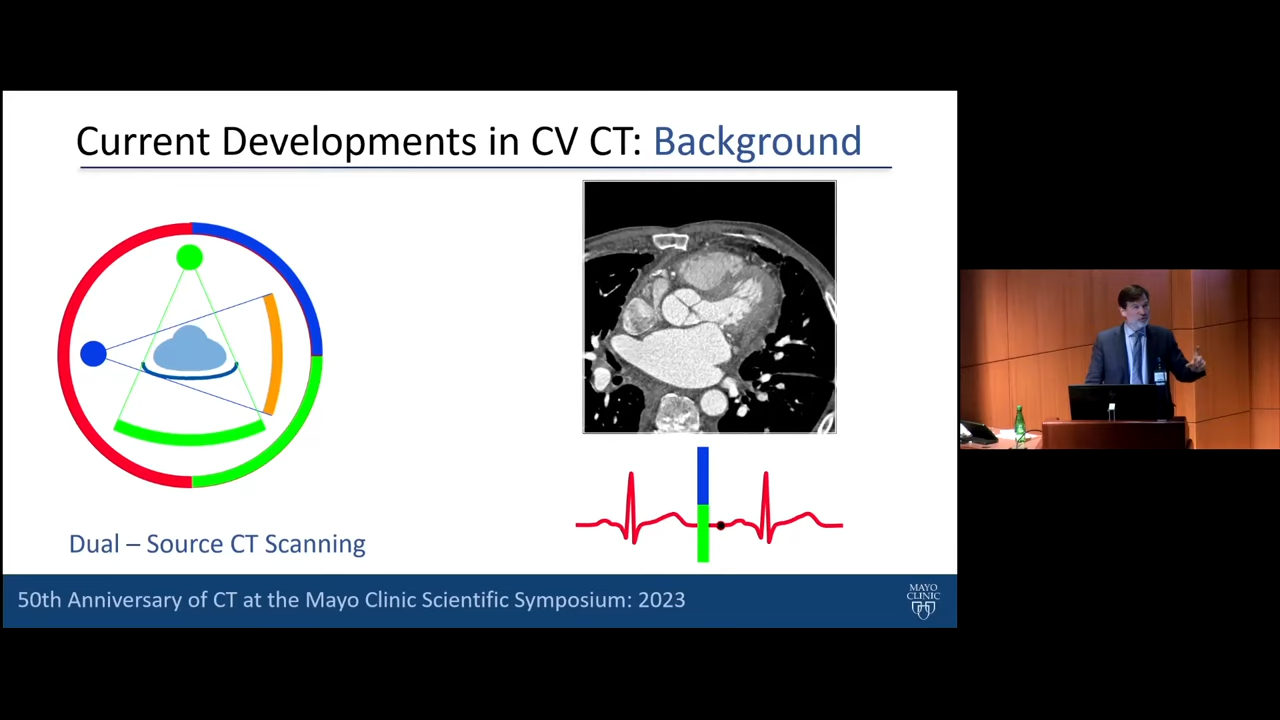 Current Developments in CV CT: Background
Dual – Source CT Scanning
50th Anniversary of CT at the Mayo Clinic Scientific Symposium: 2023
MAYO
CLINIC